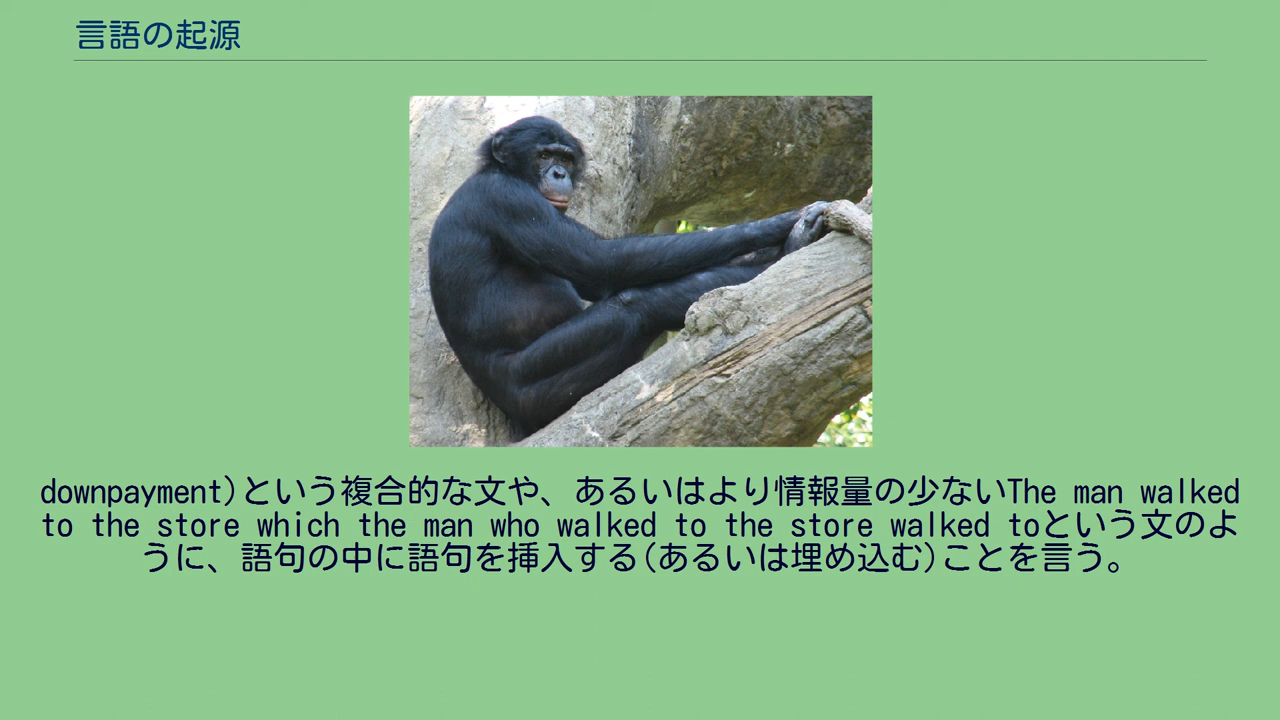 言語の起源
downpayment)という複合的な文や、あるいはより情報量の少ないThe man walked
to the store which the man who walked to the store walked toという文のよ
うに、語句の中に語句を挿入する(あるいは埋め込む)ことを言う。